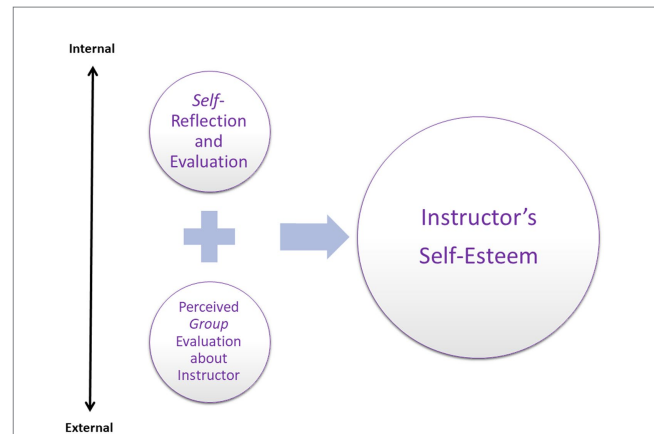 Internal
Self-
Reflection
and
Evaluation
Instructor’s
Self-Esteem
Perceived
Group
Evaluation
about
Instructor
External